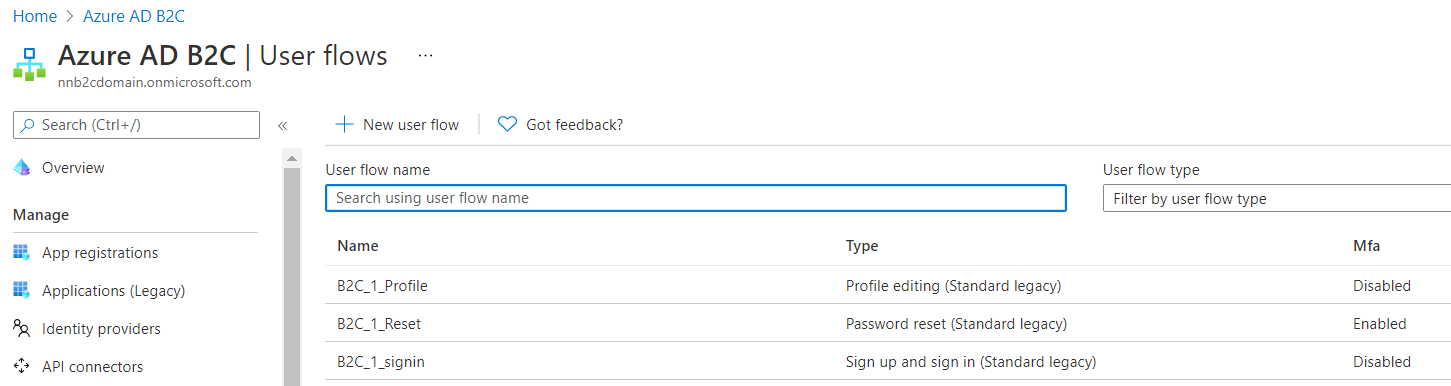 Home > Azure AD B2C
Azure AD B2C | User flows ...
nnb2cdomain.onmicrosoft.com
Search (Ctrl+/)
«
Overview
Manage
App registrations
Applications (Legacy)
Identity providers
API connectors
New user flow
Got feedback?
User flow name
User flow type
Search using user flow name
Filter by user flow type
Name Type Mfa
B2C_1_Profile Profile editing (Standard legacy) Disabled
B2C_1_Reset Password reset (Standard legacy) Enabled
B2C_1_signin Sign up and sign in (Standard legacy) Disabled